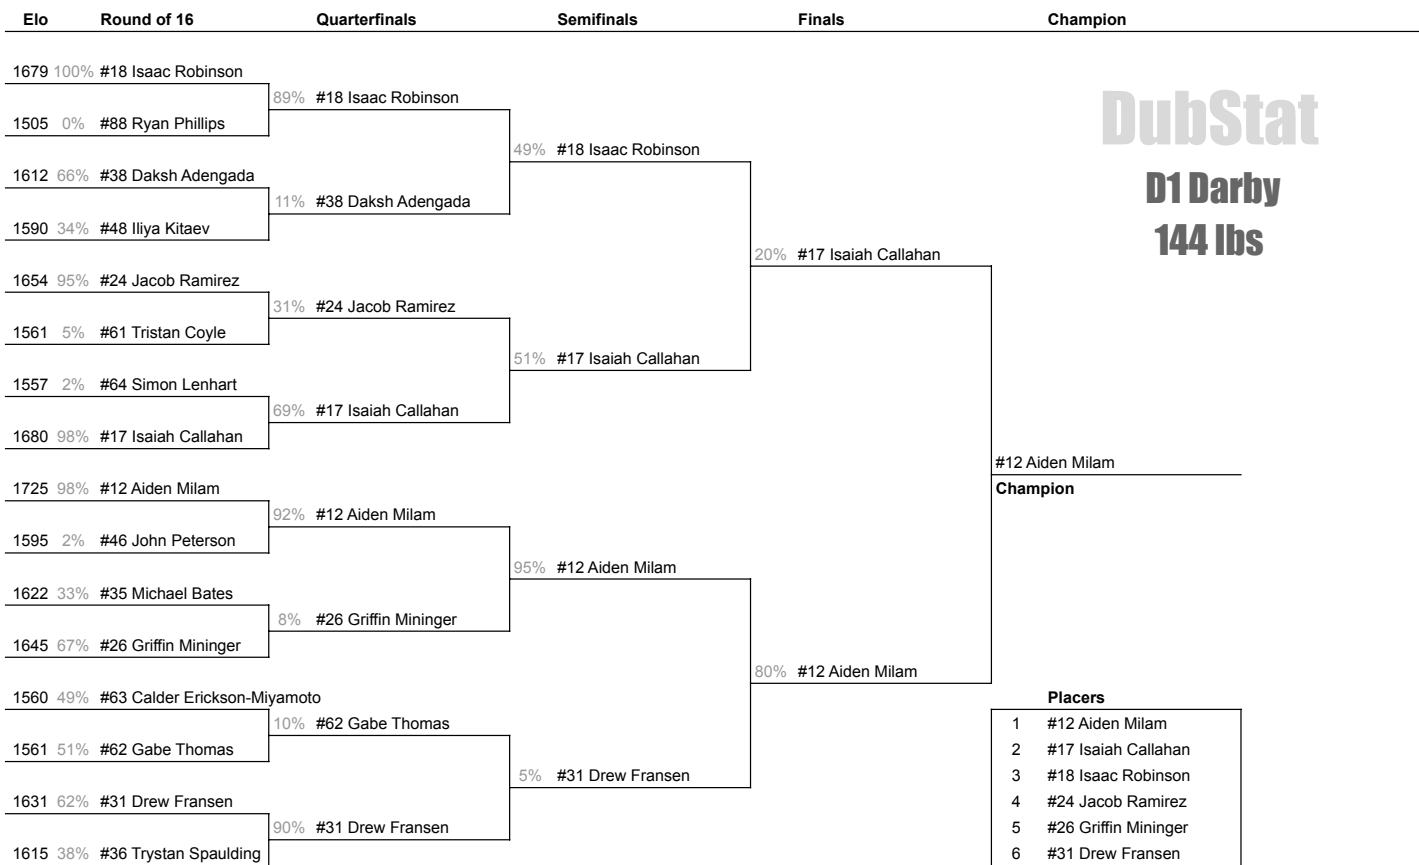 Elo Round of 16 Quarterfinals Semifinals Finals Champion
1679 100% #18 Isaac Robinson
89% #18 Isaac Robinson
1505 0% #88 Ryan Phillips
49% #18 Isaac Robinson
1612 66% #38 Daksh Adengada
11% #38 Daksh Adengada
1590 34% #48 Iliya Kitaev
20% #17 Isaiah Callahan
1654 95% #24 Jacob Ramirez
31% #24 Jacob Ramirez
1561 5% #61 Tristan Coyle
51% #17 Isaiah Callahan
1557 2% #64 Simon Lenhart
69% #17 Isaiah Callahan
1680 98% #17 Isaiah Callahan
DubStat
D1 Darby
144 lbs
#12 Aiden Milam
Champion
1725 98% #12 Aiden Milam
92% #12 Aiden Milam
1595 2% #46 John Peterson
95% #12 Aiden Milam
1622 33% #35 Michael Bates
8% #26 Griffin Mininger
1645 67% #26 Griffin Mininger
80% #12 Aiden Milam
1560 49% #63 Calder Erickson-Miyamoto
10% #62 Gabe Thomas
1561 51% #62 Gabe Thomas
5% #31 Drew Fransen
1631 62% #31 Drew Fransen
90% #31 Drew Fransen
1615 38% #36 Trystan Spaulding
Placers
1 #12 Aiden Milam
2 #17 Isaiah Callahan
3 #18 Isaac Robinson
4 #24 Jacob Ramirez
5 #26 Griffin Mininger
6 #31 Drew Fransen